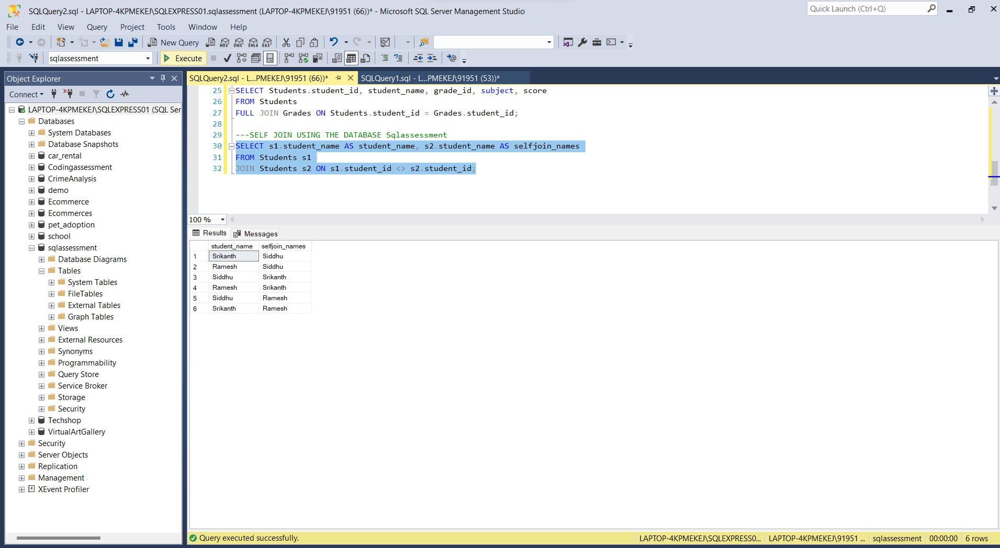 SQLQuery2.sql - LAPTOP-4KPMEKEJ\SQLEXPRESS01.sqlassessment (LAPTOP-4KPMEKEJ\91951 (66))* - Microsoft SQL Server Management Studio
Quick Launch (Ctrl+Q)
File Edit View Query Project Tools Window Help
New Query
MDX DMX XMLA DAX
sqlassessment
Execute
Object Explorer
SQLQuery2.sql - L...PMEKEJ\91951 (66))*
SQLQuery1.sql - L...PMEKEJ\91951 (53))*
Connect
LAPTOP-4KPMEKEJ\SQLEXPRESS01 (SQL Ser
Databases
System Databases
Database Snapshots
car_rental
Codingassessment
CrimeAnalysis
demo
Ecommerce
Ecommerces
pet_adoption
school
sqlassessment
Database Diagrams
Tables
System Tables
FileTables
External Tables
Graph Tables
Views
External Resources
Synonyms
Programmability
Query Store
Service Broker
Storage
Security
Techshop
VirtualArtGallery
Security
Server Objects
Replication
Management
XEvent Profiler
25 SELECT Students.student_id, student_name, grade_id, subject, score
26 FROM Students
27 FULL JOIN Grades ON Students.student_id = Grades.student_id;
28
29 ---SELF JOIN USING THE DATABASE Sqlassessment
30 SELECT s1.student_name AS student_name, s2.student_name AS selfjoin_names
31 FROM Students s1
32 JOIN Students s2 ON s1.student_id <> s2.student_id;
100 %
Results Messages
student_name selfjoin_names
1 Srikanth Siddhu
2 Ramesh Siddhu
3 Siddhu Srikanth
4 Ramesh Srikanth
5 Siddhu Ramesh
6 Srikanth Ramesh
Query executed successfully.
LAPTOP-4KPMEKEJ\SQLEXPRESS0... LAPTOP-4KPMEKEJ\91951 ... sqlassessment 00:00:00 6 rows